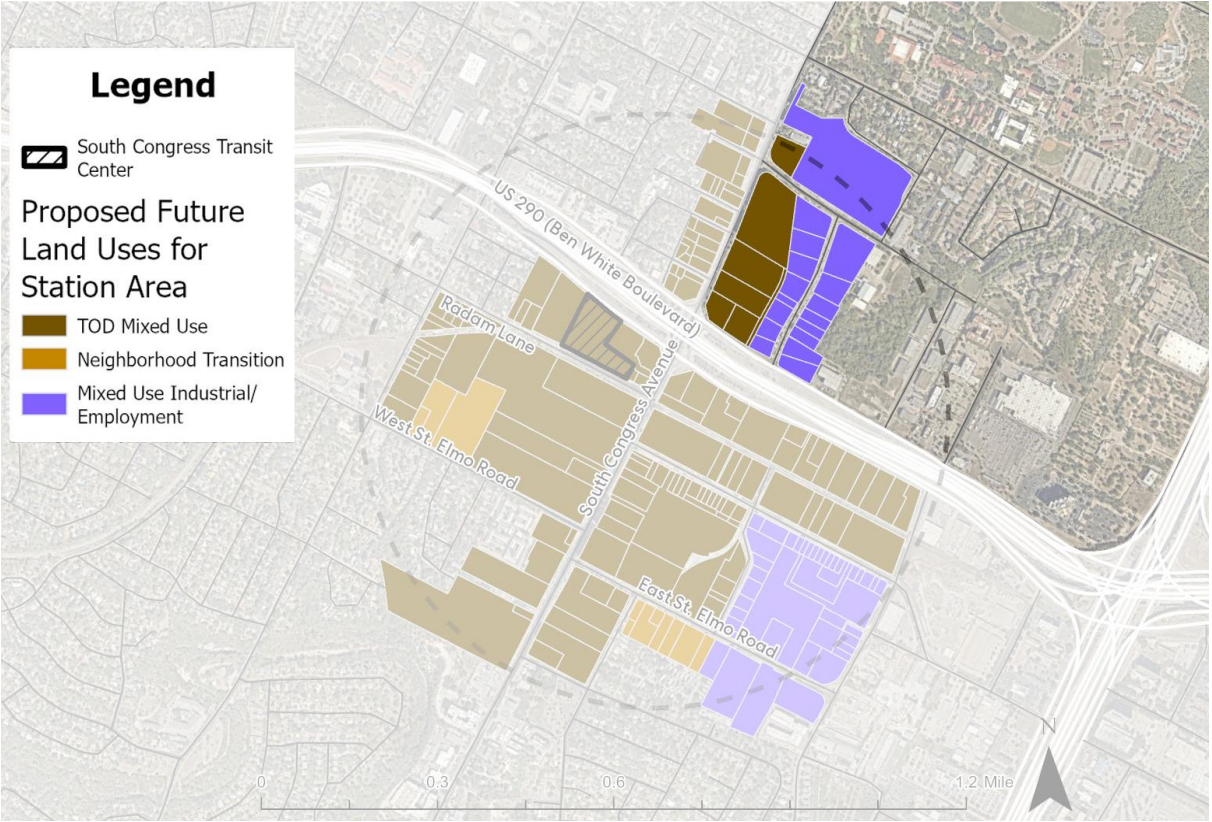 Legend
South Congress Transit
Center
Proposed Future
Land Uses for
Station Area
TOD Mixed Use
Neighborhood Transition
Mixed Use Industrial/
Employment
US 290 (Ben White Boulevard)
Radam Lane
South Congress Avenue
West St. Elmo Road
East St. Elmo Road
N
0
0.3
0.6
1.2 Mile